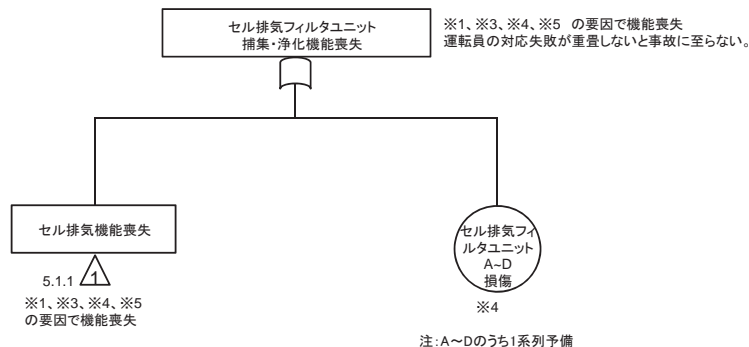 セル排気フィルタユニット
捕集・浄化機能喪失
※1、※3、※4、※5 の要因で機能喪失
運転員の対応失敗が重畳しないと事故に至らない。
セル排気機能喪失
5.1.1
1
※1、※3、※4、※5
の要因で機能喪失
セル排気フィ
ルタユニット
A~D
損傷
※4
注:A～Dのうち1系列予備